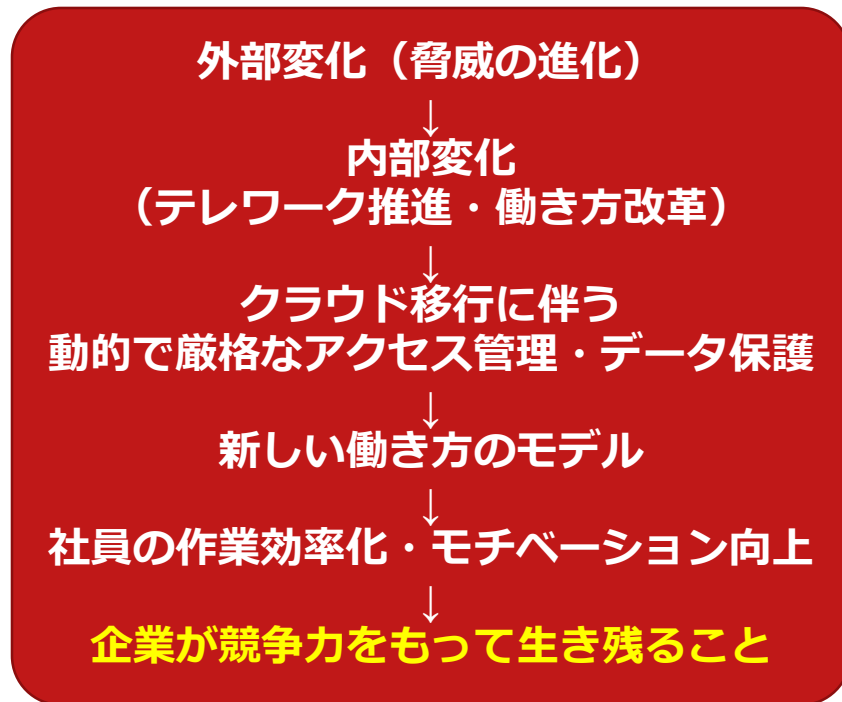 外部変化（脅威の進化）
↓
内部変化
（テレワーク推進・働き方改革）
↓
クラウド移行に伴う
動的で厳格なアクセス管理・データ保護
↓
新しい働き方のモデル
↓
社員の作業効率化・モチベーション向上
↓
企業が競争力をもって生き残ること